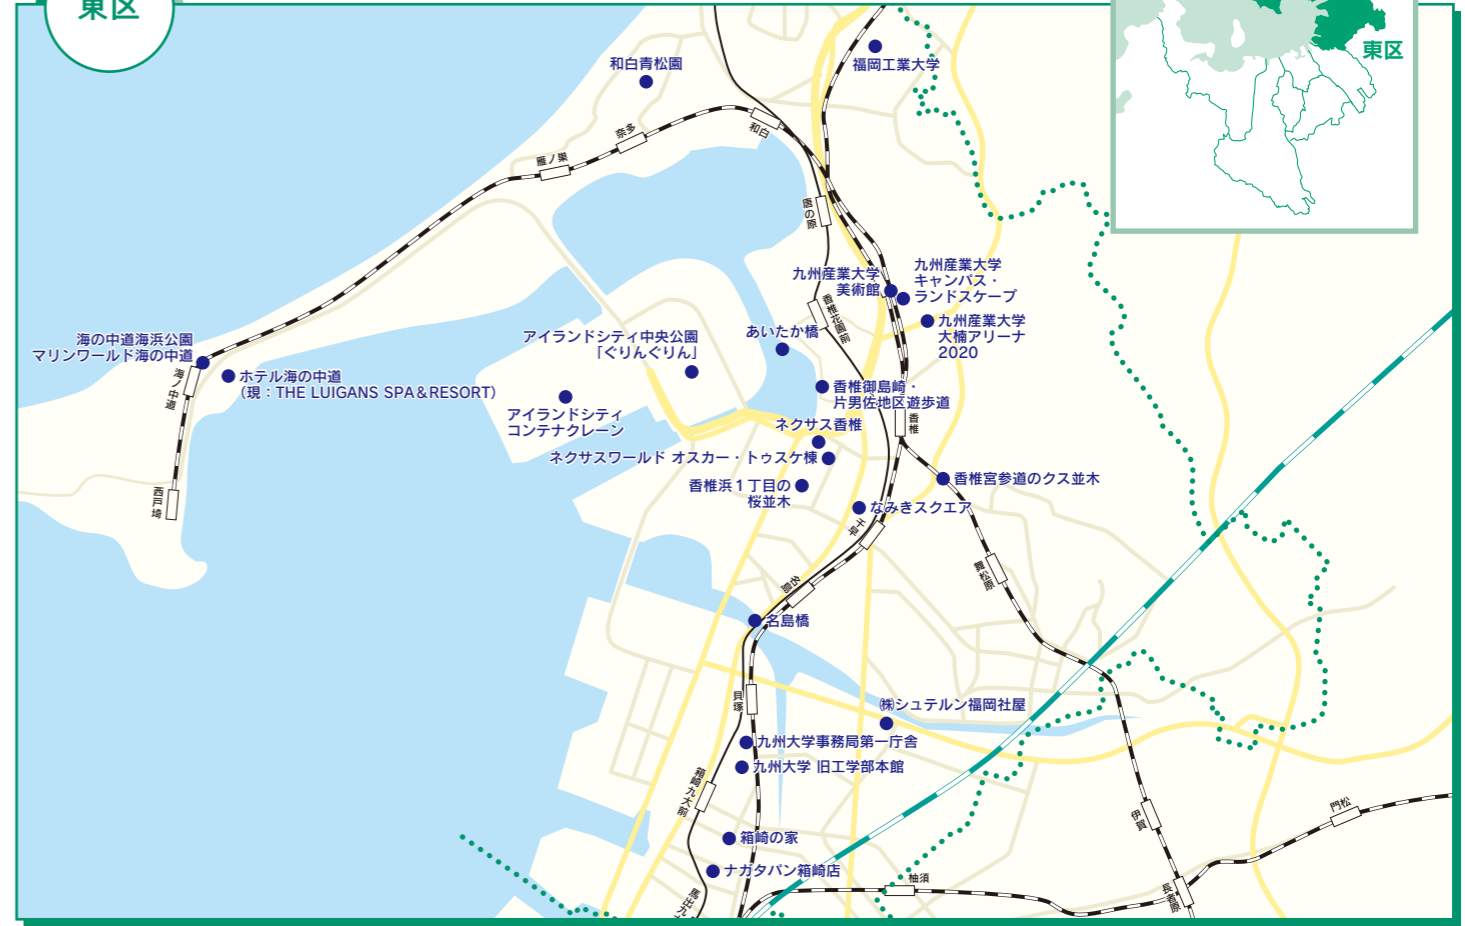 東区
東区
福岡工業大学
和白青松園
和白
奈多
雁ノ巣
唐の原
九州産業大学
美術館
九州産業大学
キャンパス・
ランドスケープ
香椎花園前
九州産業大学
大楠アリーナ
2020
あいたか橋
アイランドシティ中央公園
「ぐりんぐりん」
海の中道海浜公園
マリンワールド海の中道
海ノ中道
ホテル海の中道
（現：THE LUIGANS SPA＆RESORT）
香椎御島崎・
片男佐地区遊歩道
アイランドシティ
コンテナクレーン
香椎
ネクサス香椎
ネクサスワールド オスカー・トゥスケ棟
香椎宮参道のクス並木
香椎浜１丁目の
桜並木
西戸埼
なみきスクエア
千早
舞松原
名島
名島橋
貝塚
㈱シュテルン福岡社屋
九州大学事務局第一庁舎
九州大学 旧工学部本館
箱崎九大前
門松
伊賀
箱崎の家
ナガタパン箱崎店
柚須
長者原
馬出九